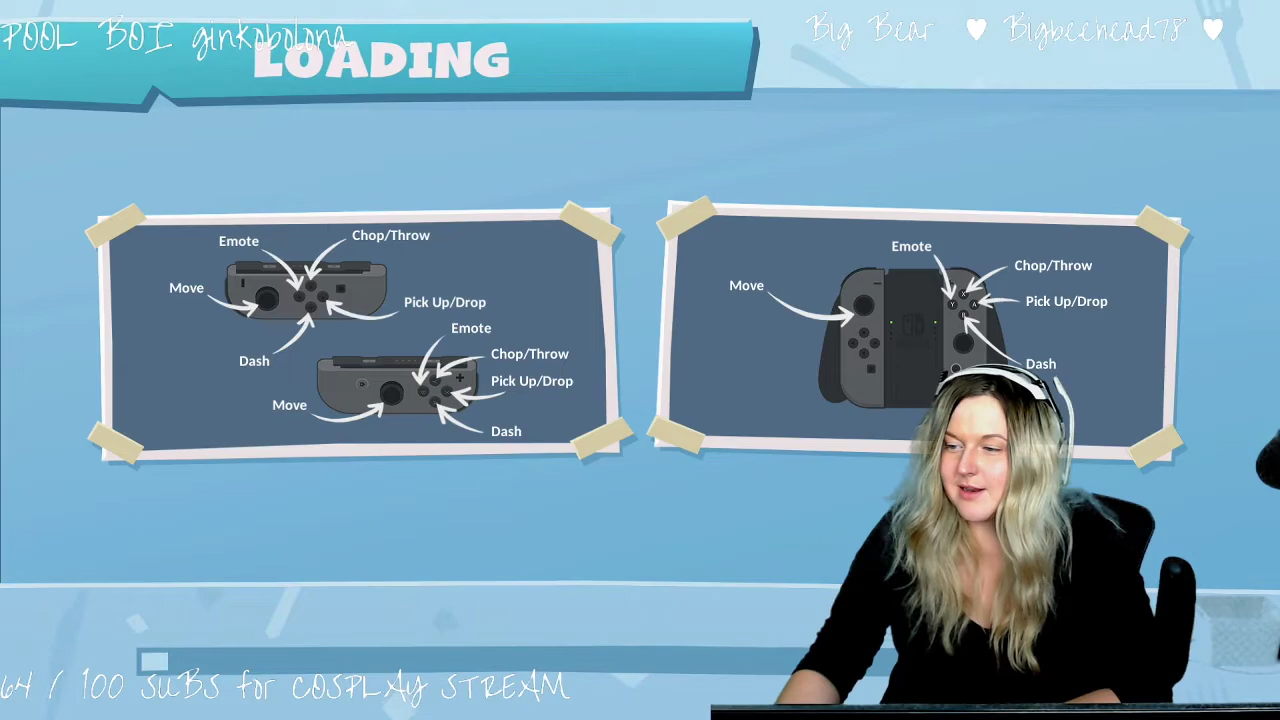 POOL BOI ginkobolona
Big Bear ♥ Bigbeehead78 ♥
LOADING
Emote
Chop/Throw
Move
Pick Up/Drop
Dash
Emote
Chop/Throw
Pick Up/Drop
Move
Dash
Emote
Chop/Throw
Move
Pick Up/Drop
Dash
64 / 100 SUBS for COSPLAY STREAM